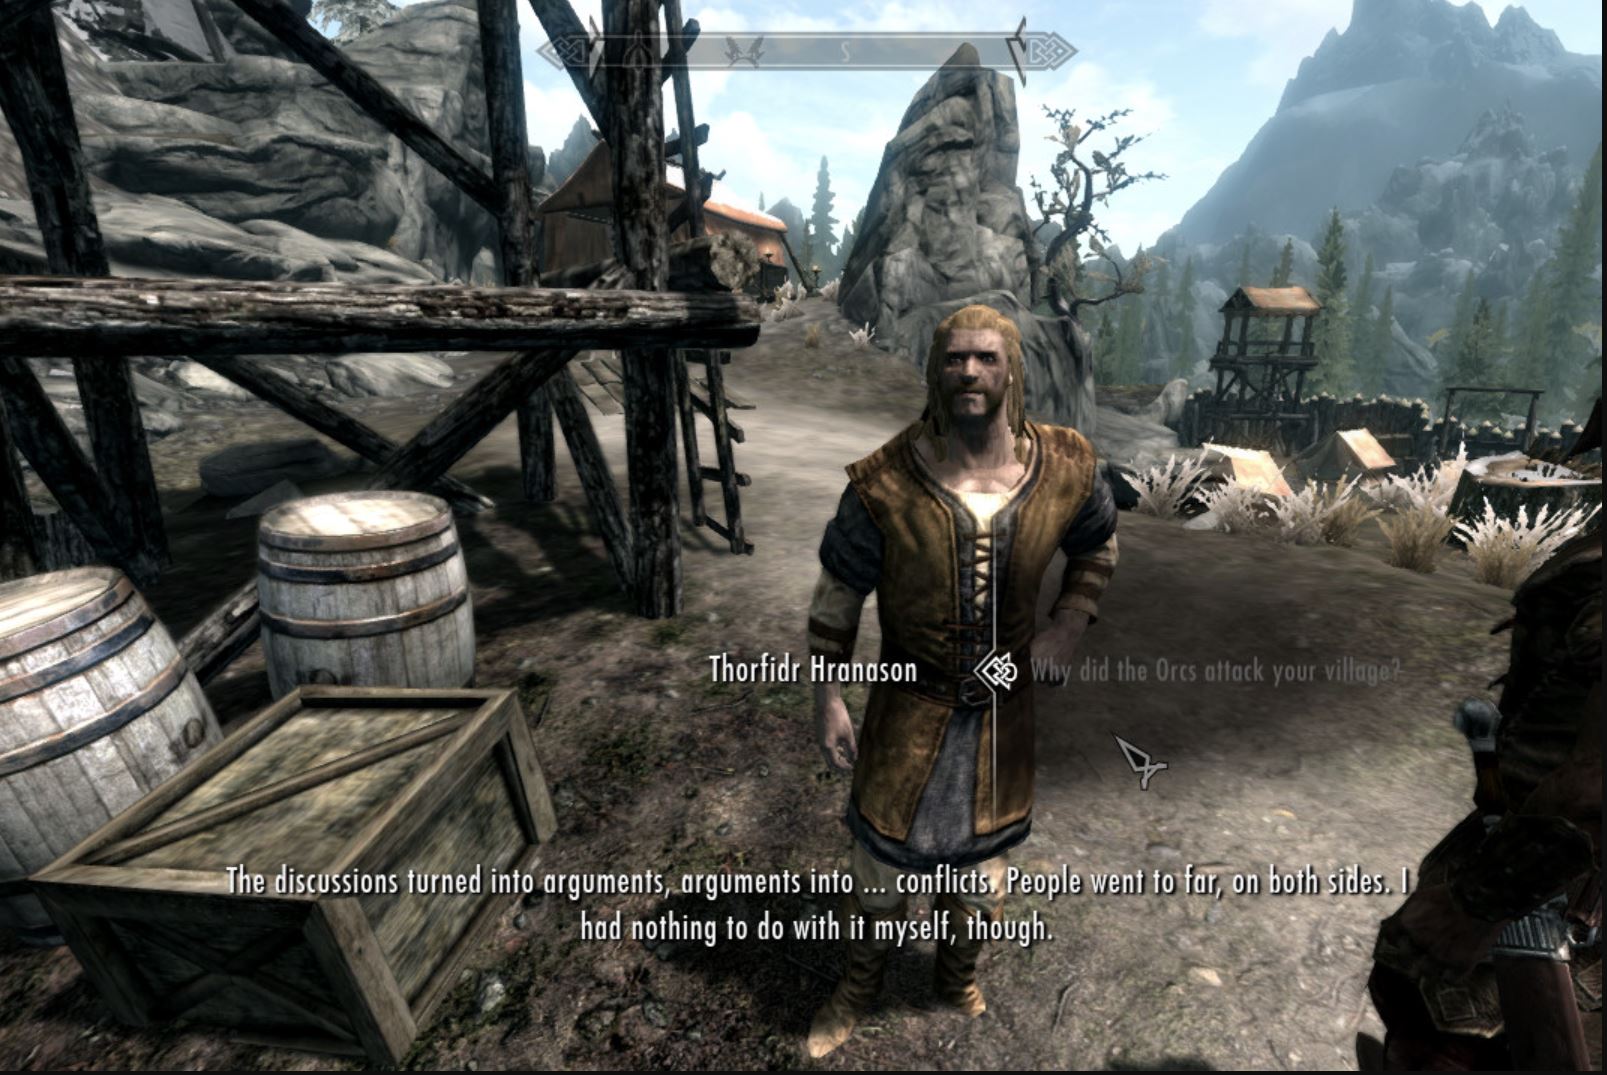 S
Thorfidr Hranason
Why did the Orcs attack your village?
The discussions turned into arguments, arguments into ... conflicts. People went to far, on both sides. I
had nothing to do with it myself, though.